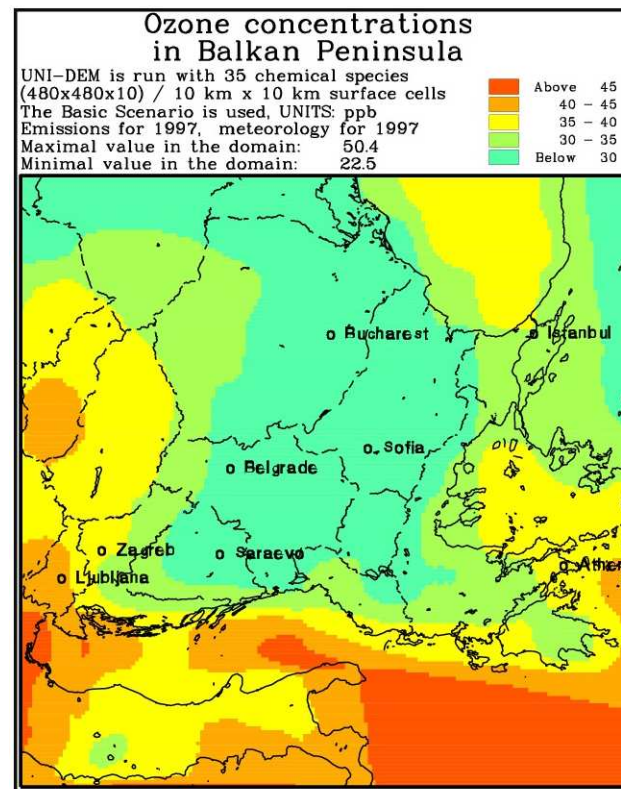 Ozone concentrations
in Balkan Peninsula
UNI-DEM is run with 35 chemical species
(480x480x10) / 10 km x 10 km surface cells
The Basic Scenario is used, UNITS: ppb
Emissions for 1997, meteorology for 1997
Maximal value in the domain: 50.4
Minimal value in the domain: 22.5
Above 45
40 - 45
35 - 40
30 - 35
Below 30
Bucharest
Istanbul
Sofia
Belgrade
Zagreb
Saraevo
Ljubljana
Athen